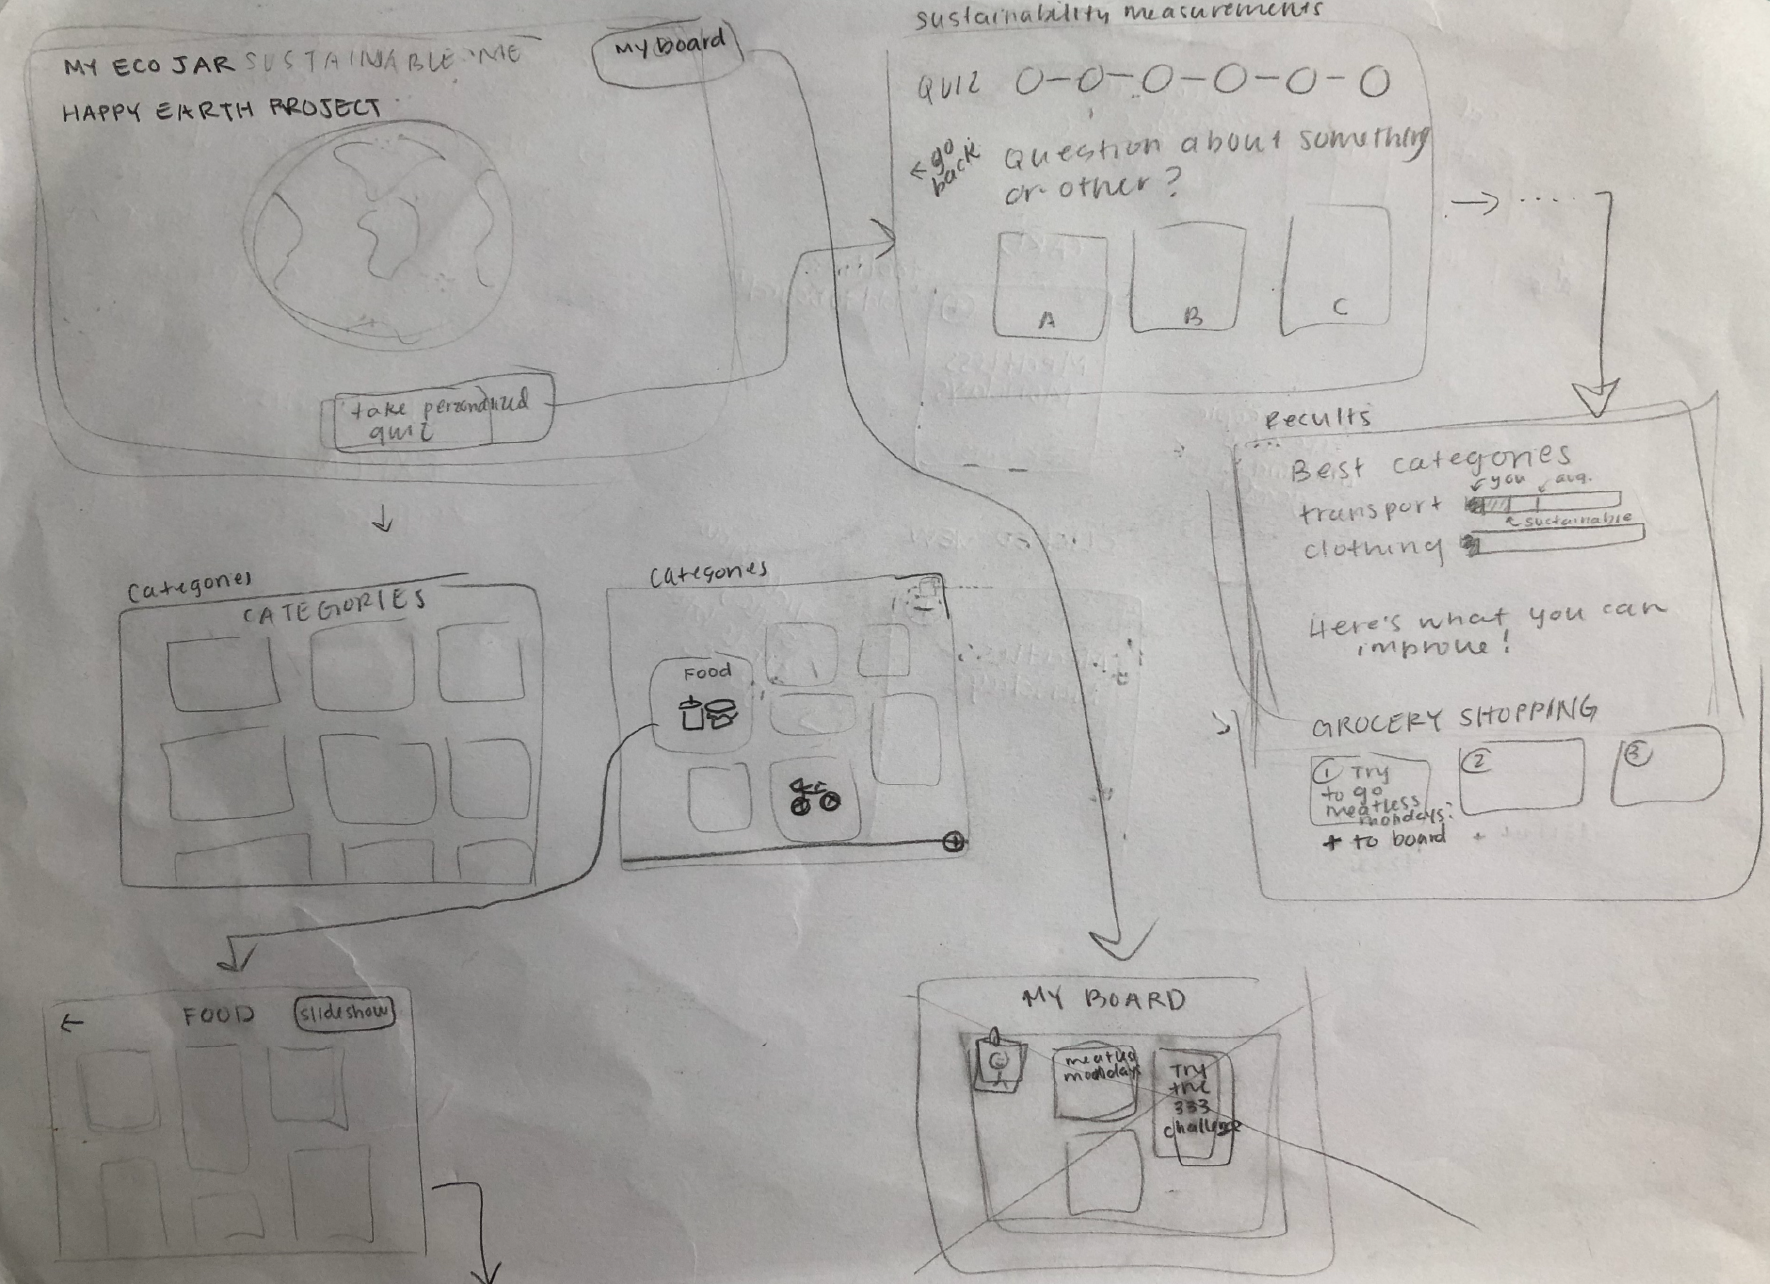 MY ECO JAR SUSTAINABLE ME
HAPPY EARTH PROJECT
My Board
take personalized
quiz
sustainability measurements
QUIZ
← go
back
Question about something
or other?
A
B
C
Recults
Best categories
you
avg.
transport
sustainable
clothing
Here's what you can
improve!
GROCERY SHOPPING
1 Try
to go
meatless
mondays.
+ to board
2
3
Categories
CATEGORIES
Categories
Food
+
← FOOD slideshow
MY BOARD
meatless
mondays
Try
the
333
challenge